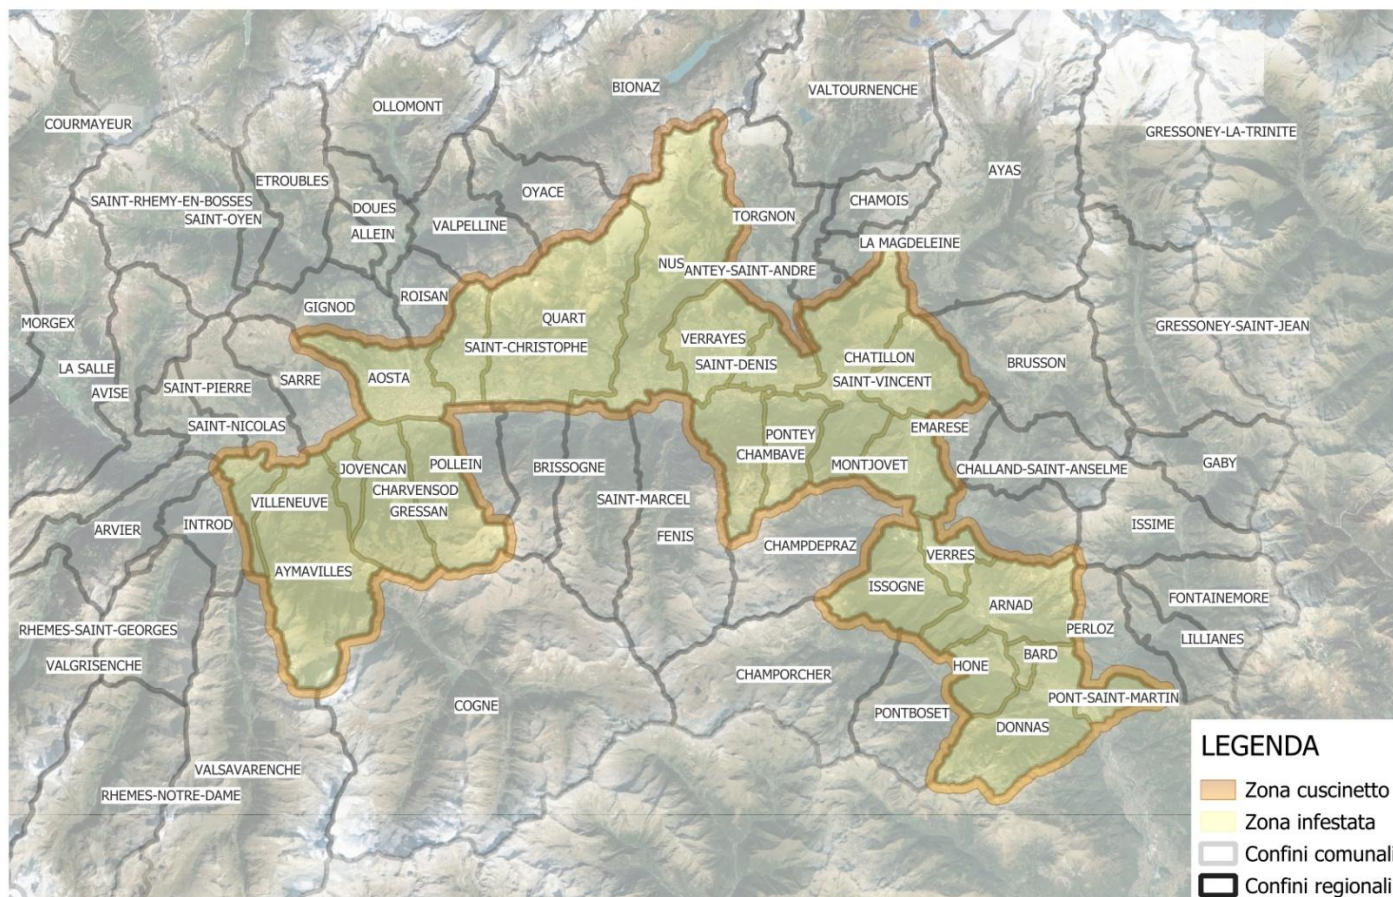 BIONAZ
VALTOURNENCHE
OLLOMONT
COURMAYEUR
GRESSONEY-LA-TRINITE
AYAS
ETROUBLES
OYACE
SAINT-RHEMY-EN-BOSSES
CHAMOIS
DOUES
TORGNON
SAINT-OYEN
VALPELLINE
ALLEIN
LA MAGDELEINE
NUS
ANTEY-SAINT-ANDRE
ROISAN
GIGNOD
QUART
MORGEX
GRESSONEY-SAINT-JEAN
VERRAYES
SAINT-CHRISTOPHE
CHATILLON
BRUSSON
LA SALLE
SAINT-DENIS
AOSTA
SARRE
SAINT-VINCENT
SAINT-PIERRE
AVISE
SAINT-NICOLAS
EMARESE
PONTEY
CHAMBAVE
JOVENCAN
POLLEIN
BRISSOGNE
MONTJOVET
CHALLAND-SAINT-ANSELME
GABY
CHARVENSOD
SAINT-MARCEL
VILLENEUVE
GRESSAN
INTROD
ISSIME
ARVIER
FENIS
CHAMPDEPRAZ
VERRES
AYMAVILLES
ISSOGNE
FONTAINEMORE
ARNAD
RHEMES-SAINT-GEORGES
PERLOZ
LILLIANES
BARD
VALGRISENCHE
HONE
CHAMPORCHER
PONT-SAINT-MARTIN
COGNE
PONTBOSET
DONNAS
VALSAVARENCHE
RHEMES-NOTRE-DAME
LEGENDA
Zona cuscinetto
Zona infestata
Confini comunali
Confini regionali